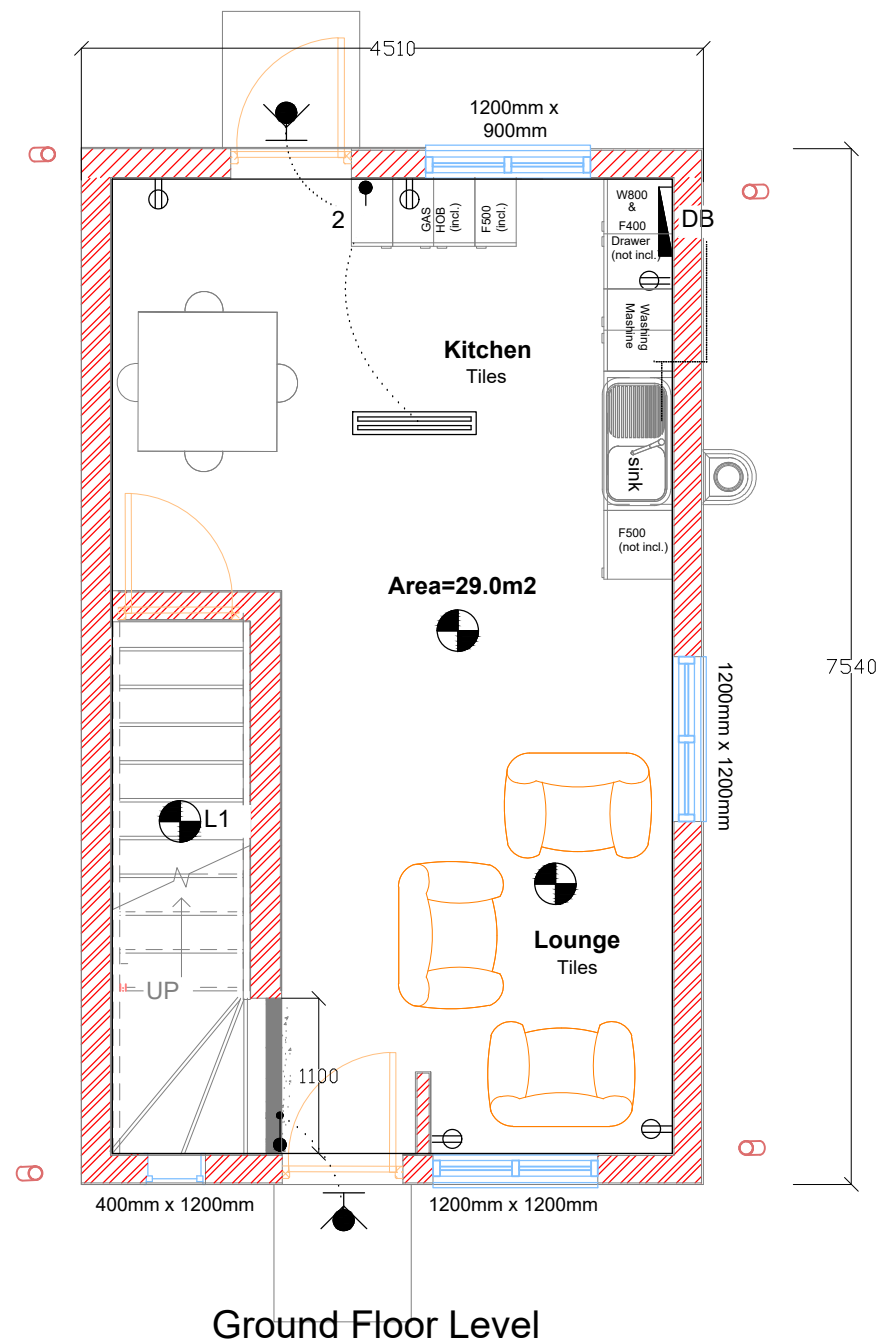 4510
1200mm x
900mm
2
GAS
HOB
(incl.)
F500
(incl.)
W800
&
F400
Drawer
(not incl.)
DB
Washing
Mashine
Kitchen
Tiles
sink
F500
(not incl.)
Area=29.0m2
7540
1200mm x 1200mm
L1
Lounge
Tiles
UP
1100
400mm x 1200mm
1200mm x 1200mm
Ground Floor Level